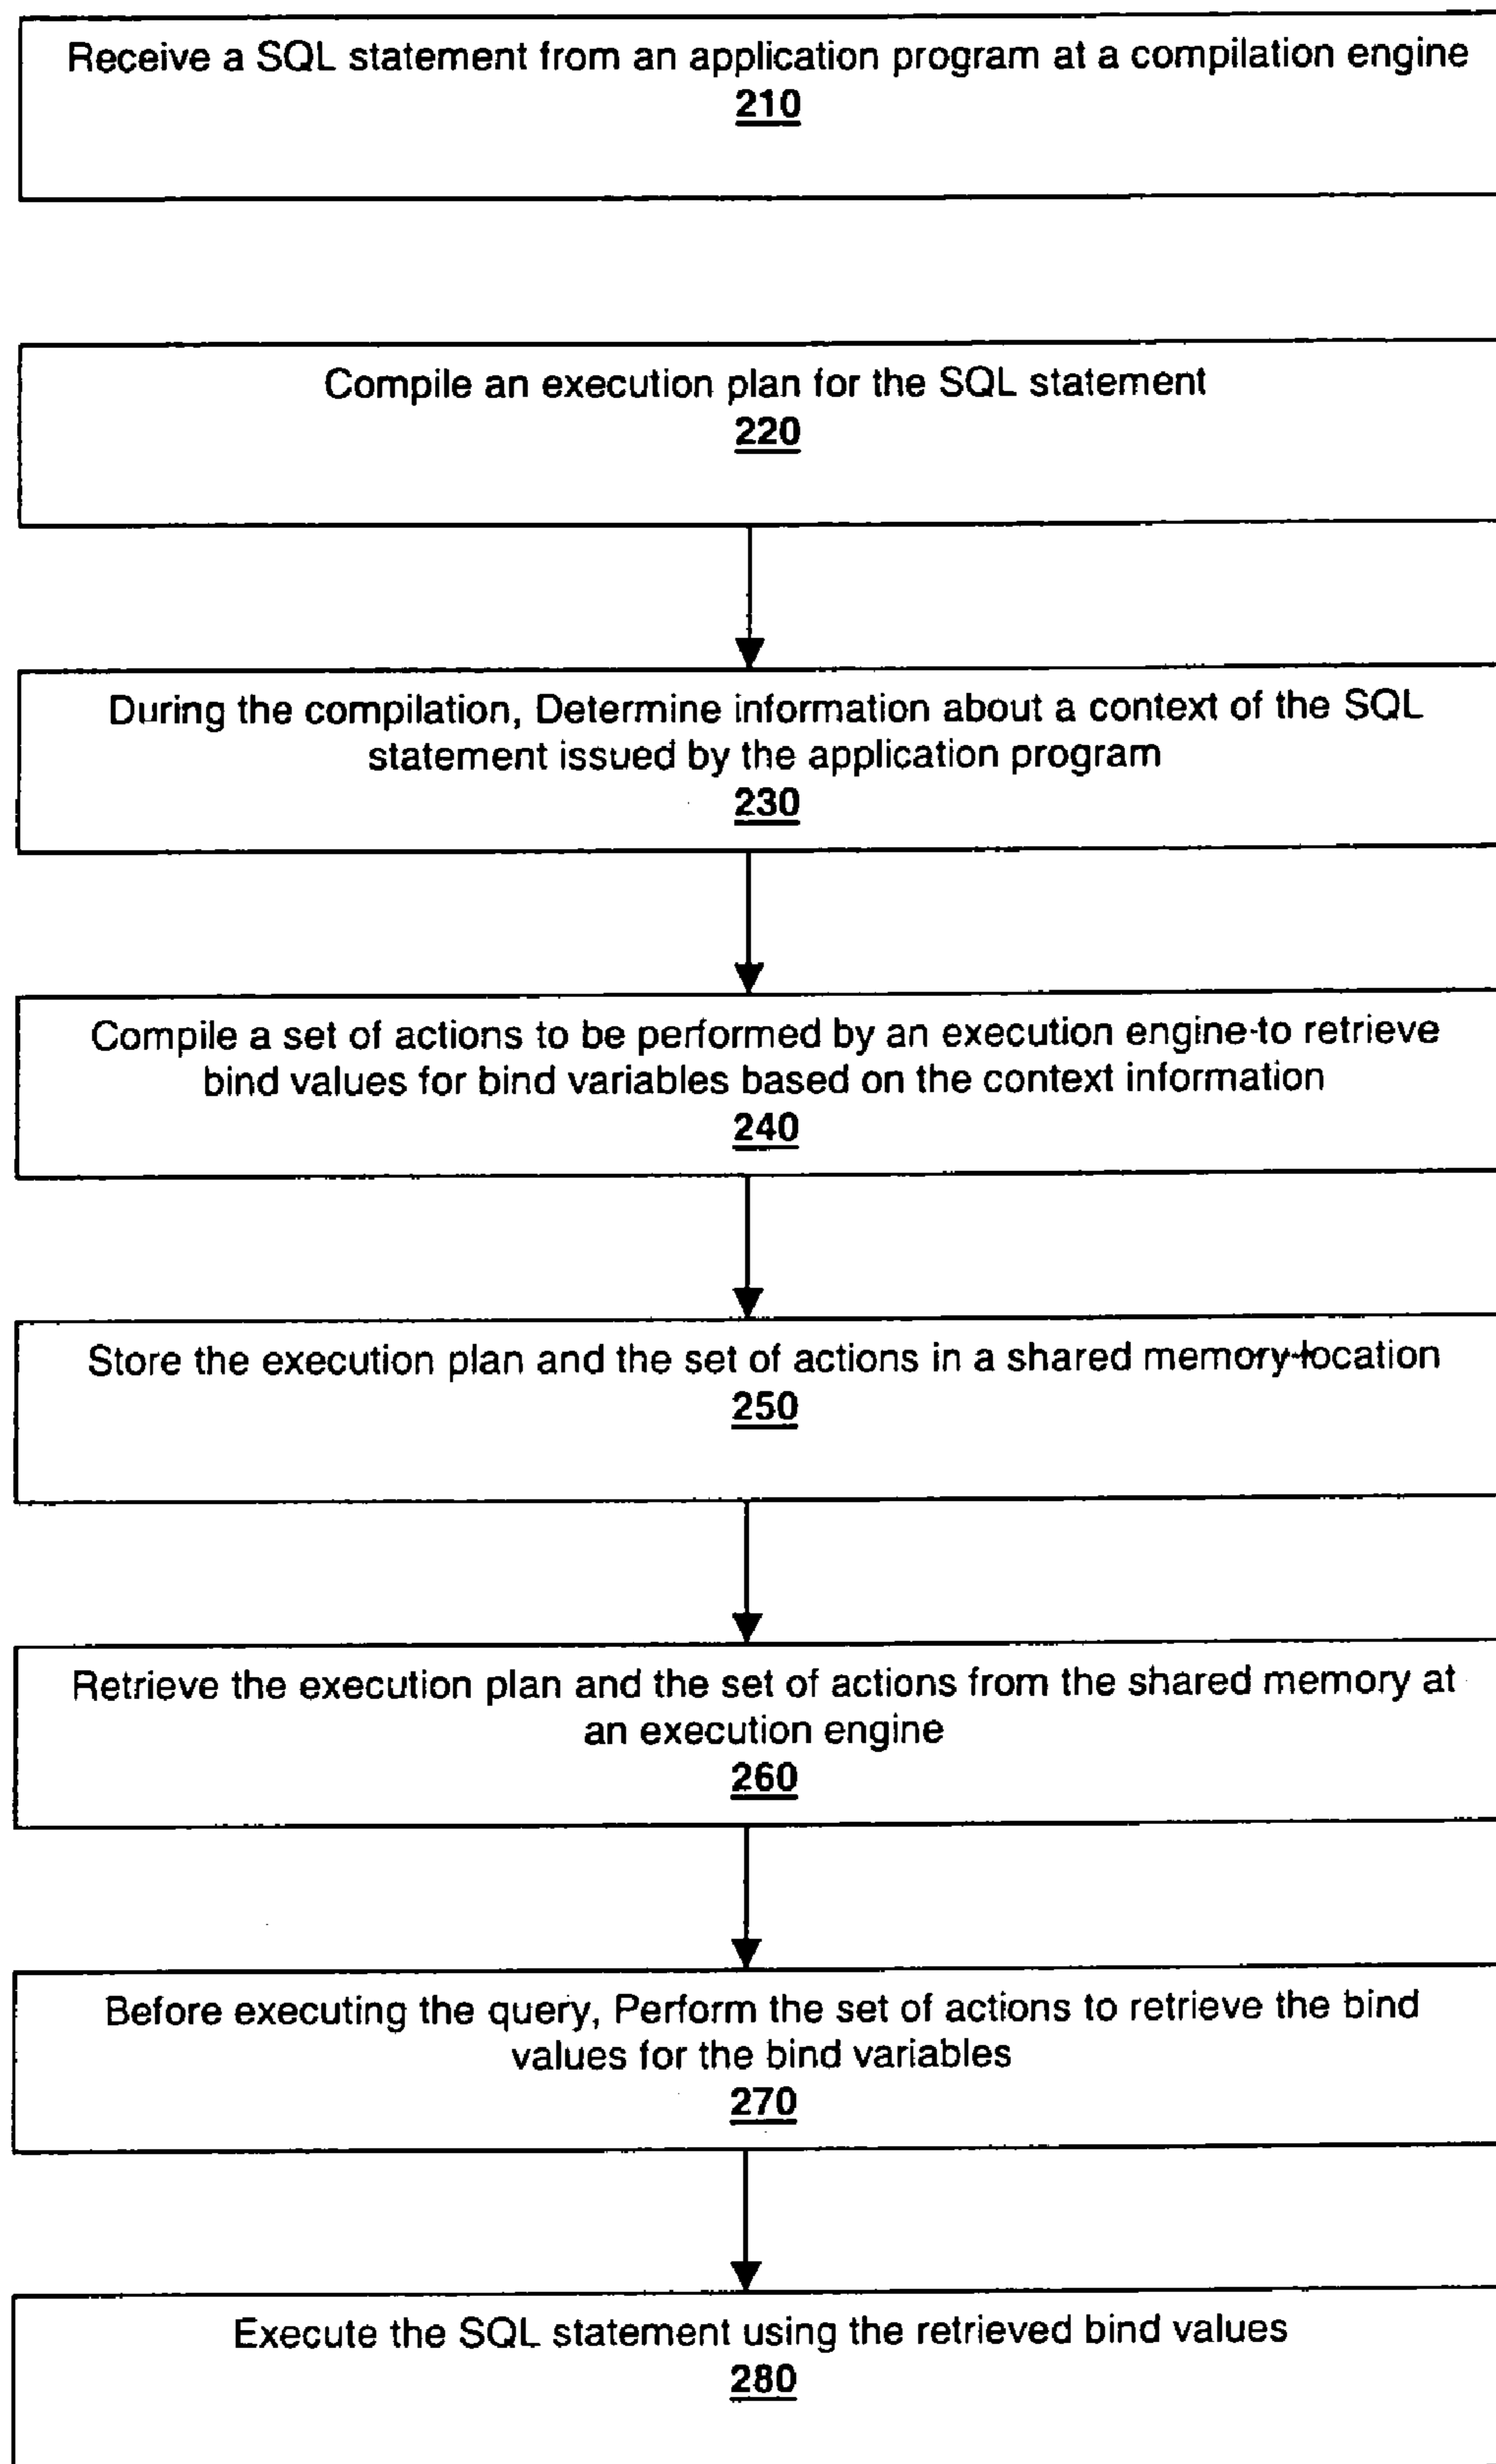 Receive a SQL statement from an application program at a compilation engine
210
Compile an execution plan for the SQL statement
220
During the compilation, Determine information about a context of the SQL
statement issued by the application program
230
Compile a set of actions to be performed by an execution engine-to retrieve
bind values for bind variables based on the context information
240
Store the execution plan and the set of actions in a shared memory-location
250
Retrieve the execution plan and the set of actions from the shared memory at
an execution engine
260
Before executing the query, Perform the set of actions to retrieve the bind
values for the bind variables
270
Execute the SQL statement using the retrieved bind values
280